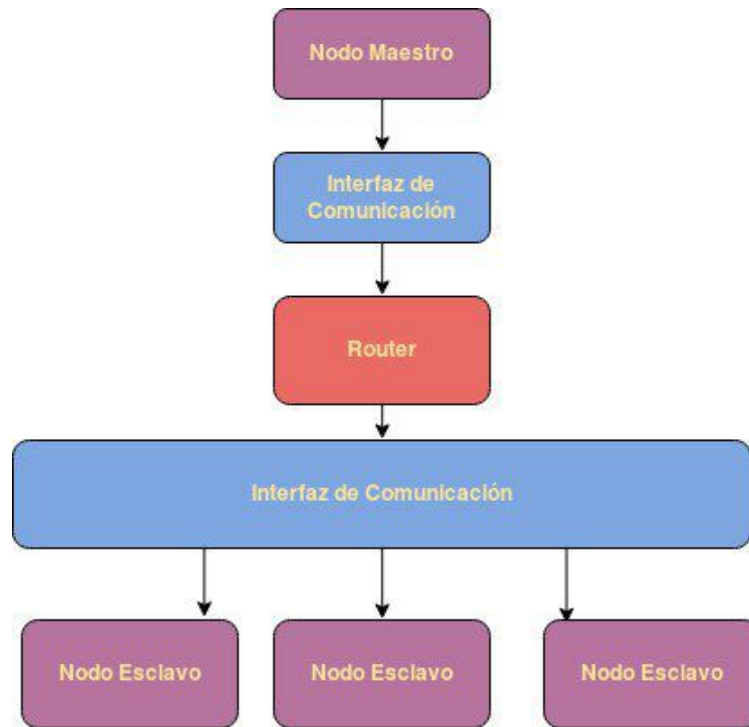 Nodo Maestro
Interfaz de
Comunicación
Router
Interfaz de Comunicación
Nodo Esclavo
Nodo Esclavo
Nodo Esclavo